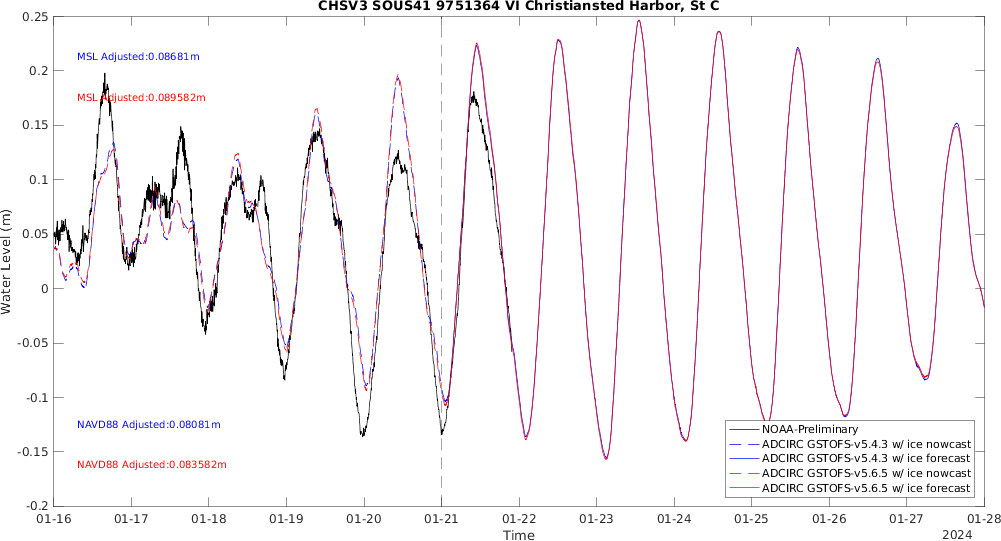 CHSV3 SOUS41 9751364 VI Christiansted Harbor, St C
0.25
0.2
0.15
0.1
0.05
0
-0.05
-0.1
-0.15
-0.2
Water Level (m)
MSL Adjusted:0.08681m
MSL Adjusted:0.089582m
NAVD88 Adjusted:0.08081m
NAVD88 Adjusted:0.083582m
NOAA-Preliminary
ADCIRC GSTOFS-v5.4.3 w/ ice nowcast
ADCIRC GSTOFS-v5.4.3 w/ ice forecast
ADCIRC GSTOFS-v5.6.5 w/ ice nowcast
ADCIRC GSTOFS-v5.6.5 w/ ice forecast
01-16 01-17 01-18 01-19 01-20 01-21 01-22 01-23 01-24 01-25 01-26 01-27 01-28
Time
2024